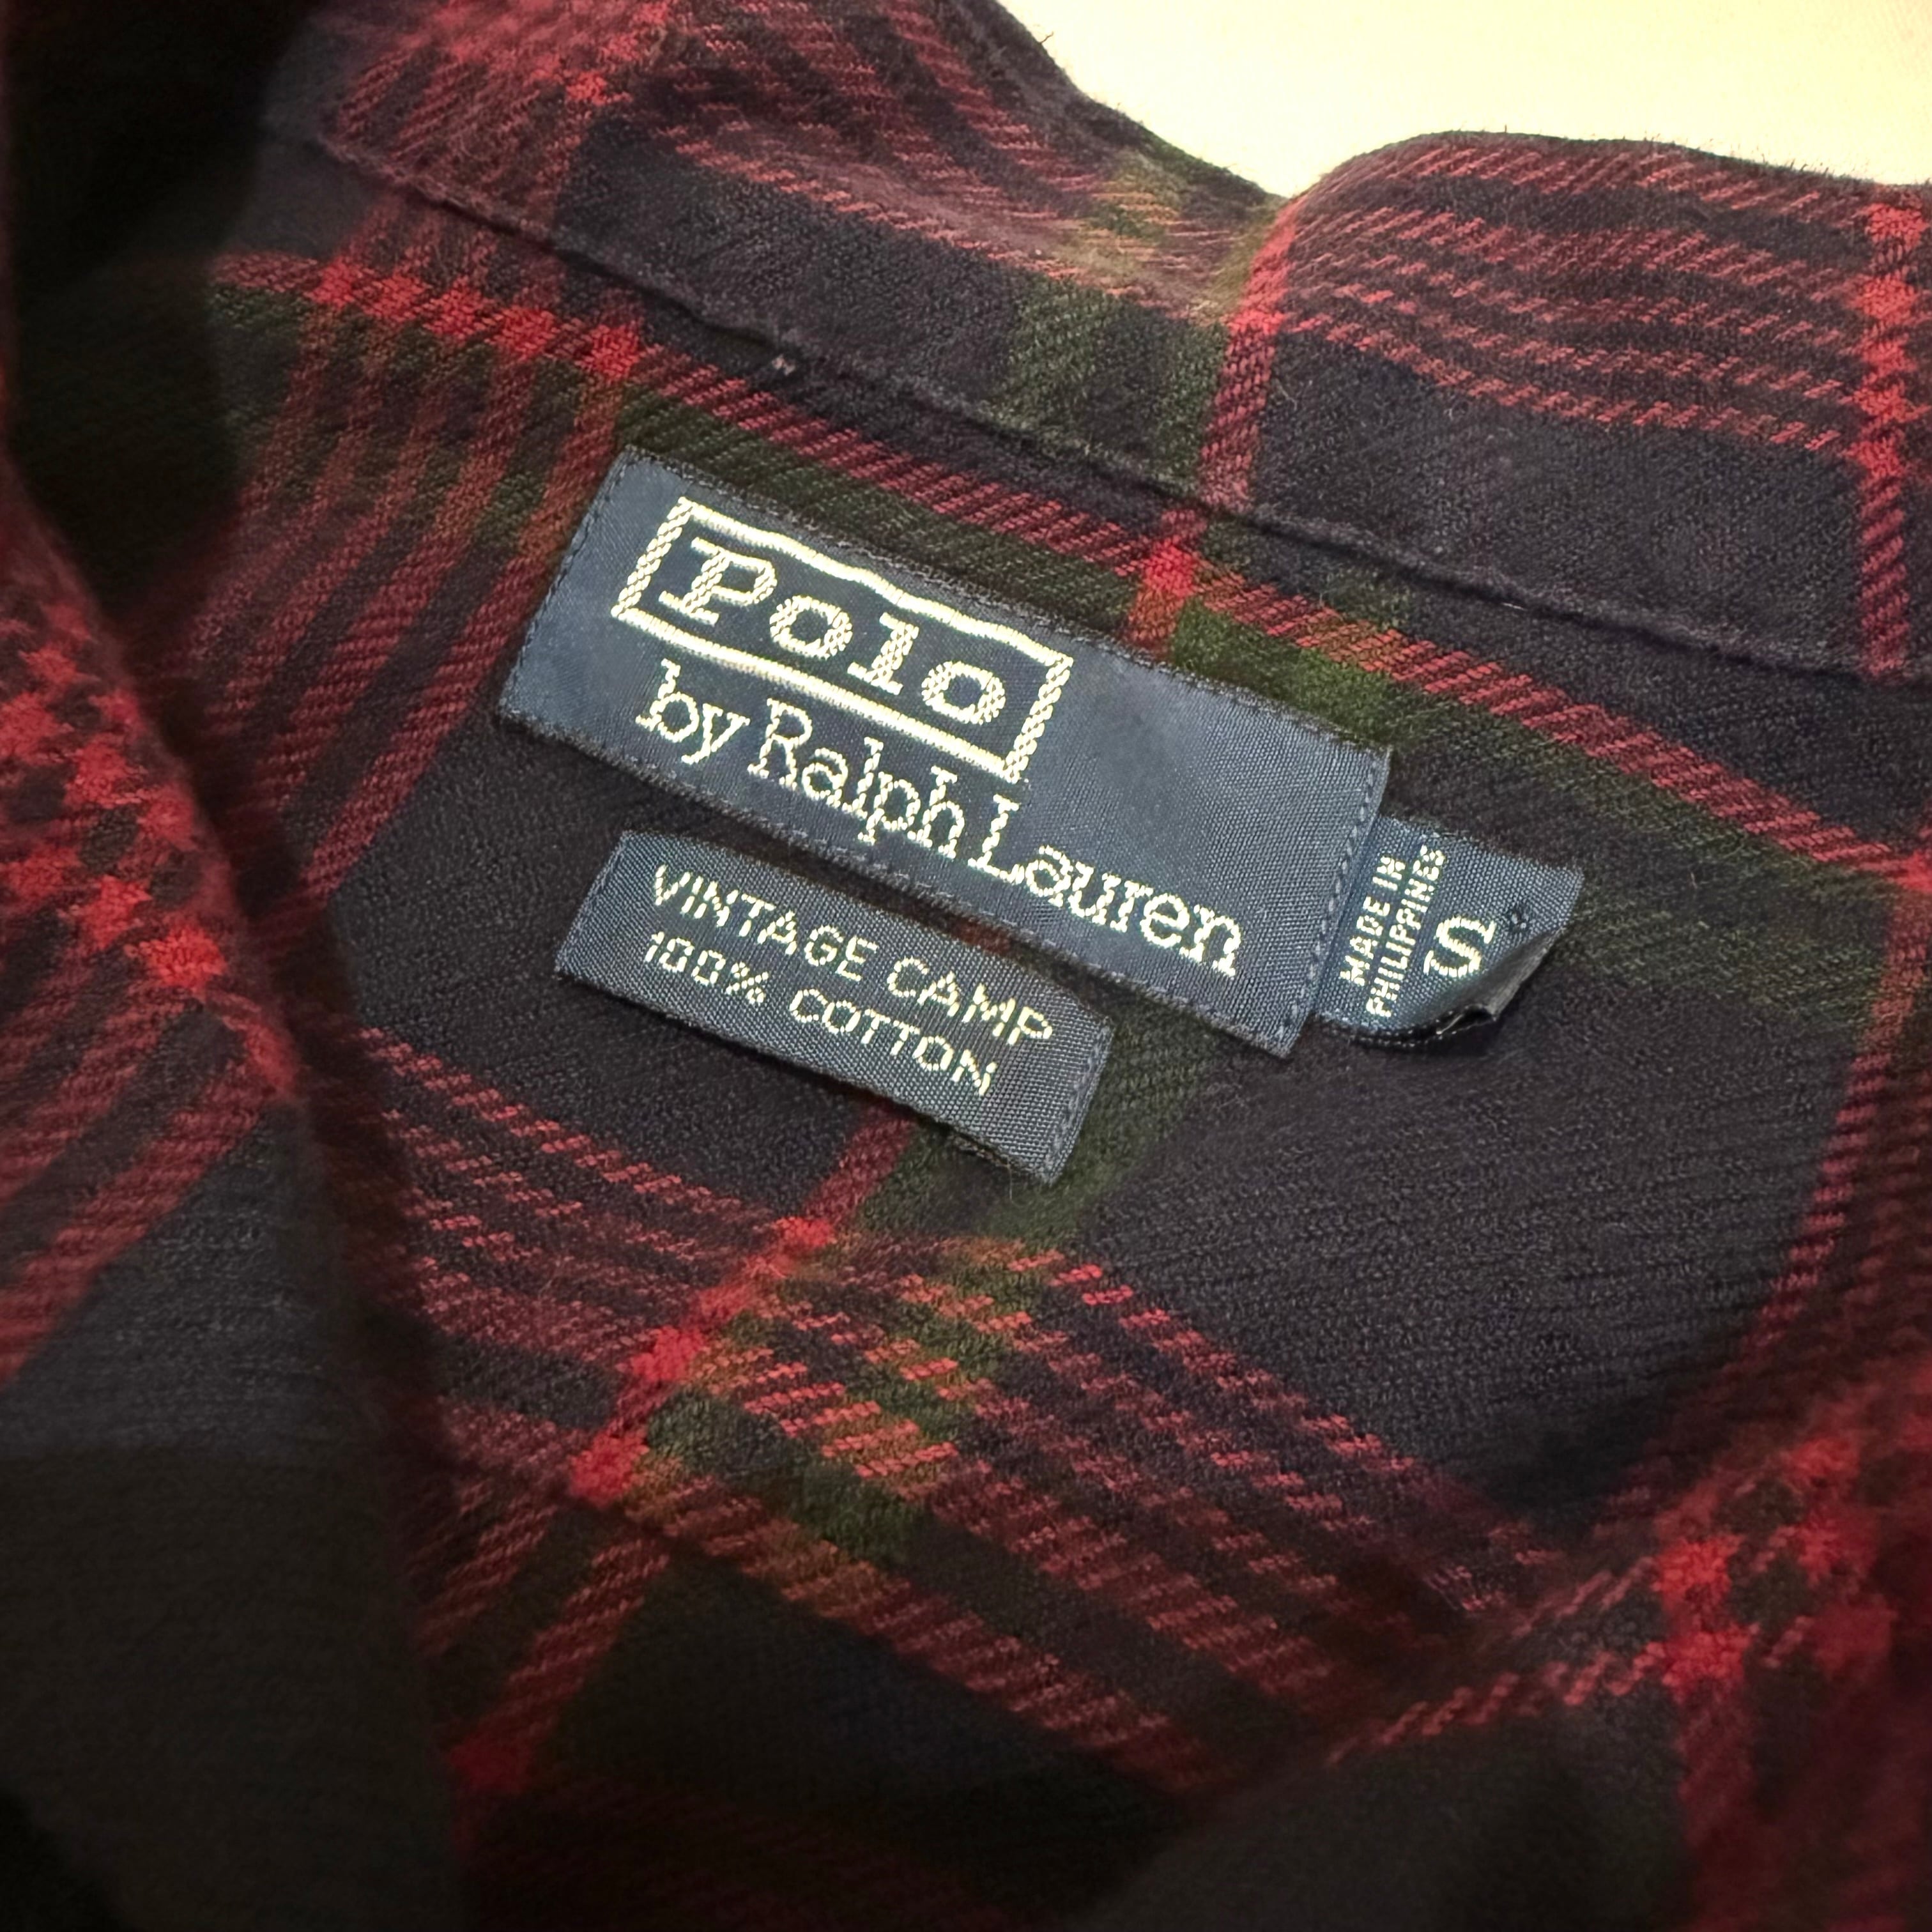 Polo
by Ralph Lauren
MADE IN
PHILIPPINES
S
VINTAGE CAMP
100% COTTON